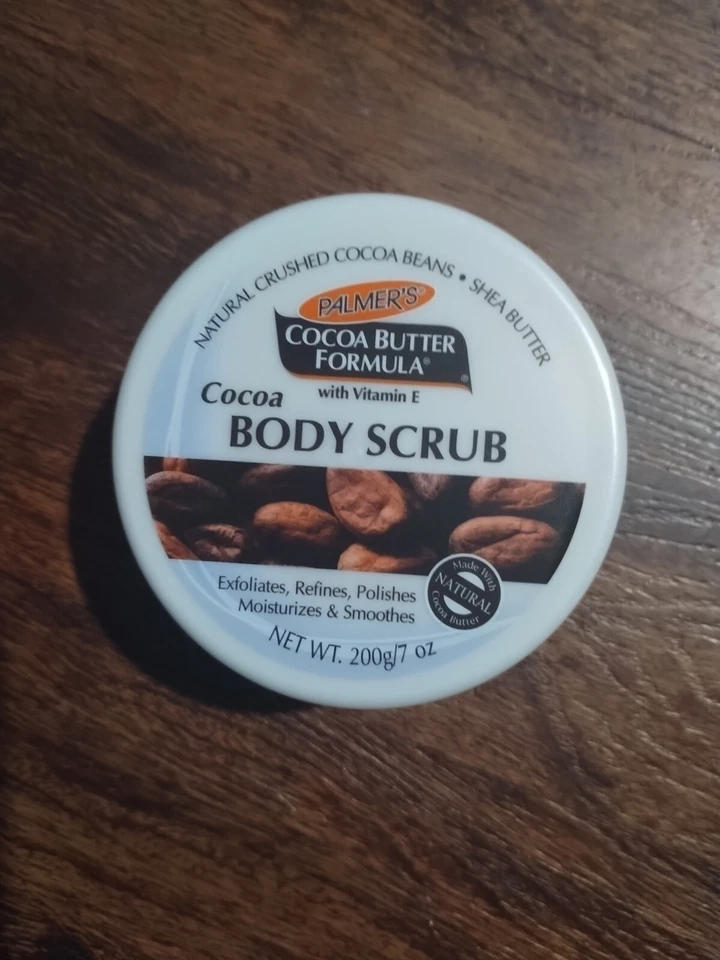 NATURAL CRUSHED COCOA BEANS • SHEA BUTTER
PALMER'S®
COCOA BUTTER
FORMULA®
with Vitamin E
Cocoa
BODY SCRUB
Exfoliates, Refines, Polishes
Moisturizes & Smoothes
Made With
NATURAL
Cocoa Butter
NET WT. 200g/7 oz